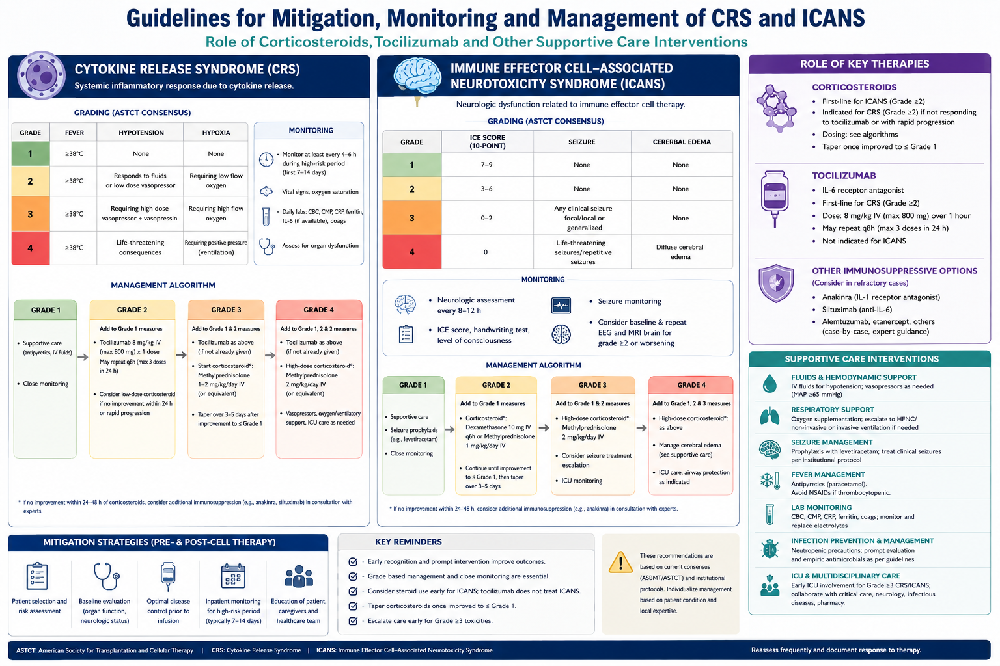 Guidelines for Mitigation, Monitoring and Management of CRS and ICANS
Role of Corticosteroids, Tocilizumab and Other Supportive Care Interventions
CYTOKINE RELEASE SYNDROME (CRS)
Systemic inflammatory response due to cytokine release.
GRADING (ASTCT CONSENSUS)
GRADE FEVER HYPOTENSION HYPOXIA
1 ≥38°C None None
2 ≥38°C Responds to fluids or low dose vasopressor Requiring low flow oxygen
3 ≥38°C Requiring high dose vasopressor ± vasopressin Requiring high flow oxygen
4 ≥38°C Life-threatening consequences Requiring positive pressure (ventilation)
MONITORING
• Monitor at least every 4–6 h
during high-risk period
(first 7–14 days)
Vital signs, oxygen saturation
• Daily labs: CBC, CMP, CRP, ferritin,
IL-6 (if available), coags
Assess for organ dysfunction
MANAGEMENT ALGORITHM
GRADE 1
• Supportive care
(antipyretics, IV fluids)
• Close monitoring
GRADE 2
Add to Grade 1 measures
• Tocilizumab 8 mg/kg IV
(max 800 mg) x 1 dose
May repeat q8h (max 3 doses
in 24 h)
• Consider low-dose corticosteroid
if no improvement within 24 h
or rapid progression
GRADE 3
Add to Grade 1 & 2 measures
• Tocilizumab as above
(if not already given)
• Start corticosteroid*:
Methylprednisolone
1–2 mg/kg/day IV
(or equivalent)
• Taper over 3–5 days after
improvement to ≤ Grade 1
GRADE 4
Add to Grade 1, 2 & 3 measures
• Tocilizumab as above
(if not already given)
• High-dose corticosteroid*:
Methylprednisolone
2 mg/kg/day IV
(or equivalent)
• Vasopressors, oxygen/ventilatory
support, ICU care as needed
* If no improvement within 24–48 h of corticosteroids, consider additional immunosuppression (e.g., anakinra, siltuximab) in consultation with
experts.
IMMUNE EFFECTOR CELL–ASSOCIATED
NEUROTOXICITY SYNDROME (ICANS)
Neurologic dysfunction related to immune effector cell therapy.
GRADING (ASTCT CONSENSUS)
GRADE ICE SCORE (10-POINT) SEIZURE CERERBAL EDEMA
1 7–9 None None
2 3–6 None None
3 0–2 Any clinical seizure focal/local or generalized None
4 0 Life-threatening seizures/repetitive seizures Diffuse cerebral edema
MONITORING
• Neurologic assessment
every 8–12 h
• ICE score, handwriting test,
level of consciousness
• Seizure monitoring
• Consider baseline & repeat
EEG and MRI brain for
grade ≥2 or worsening
MANAGEMENT ALGORITHM
GRADE 1
• Supportive care
• Seizure prophylaxis
(e.g., levetiracetam)
• Close monitoring
GRADE 2
Add to Grade 1 measures
• Corticosteroid*:
Dexamethasone 10 mg IV
q6h or Methylprednisolone
1 mg/kg/day IV
• Continue until improvement
to ≤ Grade 1, then taper
over 3–5 days
GRADE 3
Add to Grade 1 & 2 measures
• High-dose corticosteroid*:
Methylprednisolone
2 mg/kg/day IV
• Consider seizure treatment
escalation
• ICU monitoring
GRADE 4
Add to Grade 1, 2 & 3 measures
• High-dose corticosteroid*:
as above
• Manage cerebral edema
(see supportive care)
• ICU care, airway protection
as indicated
* If no improvement within 24–48 h, consider additional immunosuppression (e.g., anakinra) in consultation with experts.
ROLE OF KEY THERAPIES
CORTICOSTEROIDS
• First-line for ICANS (Grade ≥2)
• Indicated for CRS (Grade ≥2) if not responding
to tocilizumab or with rapid progression
• Dosing: see algorithms
• Taper once improved to ≤ Grade 1
TOCILIZUMAB
• IL-6 receptor antagonist
• First-line for CRS (Grade ≥2)
• Dose: 8 mg/kg IV (max 800 mg) over 1 hour
• May repeat q8h (max 3 doses in 24 h)
• Not indicated for ICANS
OTHER IMMUNOSUPPRESSIVE OPTIONS
(Consider in refractory cases)
• Anakinra (IL-1 receptor antagonist)
• Siltuximab (anti-IL-6)
• Alemtuzumab, etanercept, others
(case-by-case, expert guidance)
SUPPORTIVE CARE INTERVENTIONS
FLUIDS & HEMODYNAMIC SUPPORT
IV fluids for hypotension; vasopressors as needed
(MAP ≥65 mmHg)
RESPIRATORY SUPPORT
Oxygen supplementation; escalate to HFNC/
non-invasive or invasive ventilation if needed
SEIZURE MANAGEMENT
Prophylaxis with levetiracetam; treat clinical seizures
per institutional protocol
FEVER MANAGEMENT
Antipyretics (paracetamol).
Avoid NSAIDs if thrombocytopenic.
LAB MONITORING
CBC, CMP, CRP, ferritin, coags; monitor and
replace electrolytes
INFECTION PREVENTION & MANAGEMENT
Neutropenic precautions; prompt evaluation
and empiric antimicrobials as per guidelines
ICU & MULTIDISCIPLINARY CARE
Early ICU involvement for Grade ≥3 CRS/ICANS;
collaborate with critical care, neurology, infectious
diseases, pharmacy.
MITIGATION STRATEGIES (PRE- & POST-CELL THERAPY)
Patient selection and
risk assessment
Baseline evaluation
(organ function,
neurologic status)
Optimal disease
control prior to
infusion
Inpatient monitoring
for high-risk period
(typically 7–14 days)
Education of patient,
caregivers and
healthcare team
KEY REMINDERS
- Early recognition and prompt intervention improve outcomes.
- Grade based management and close monitoring are essential.
- Consider steroid use early for ICANS; tocilizumab does not treat ICANS.
- Taper corticosteroids once improved to ≤ Grade 1.
- Escalate care early for Grade ≥3 toxicities.
These recommendations are
based on current consensus
(ASBMT/ASTCT) and institutional
protocols. Individualize management
based on patient condition and
local expertise.
ASTCT: American Society for Transplantation and Cellular Therapy | CRS: Cytokine Release Syndrome | ICANS: Immune Effector Cell–Associated Neurotoxicity Syndrome
Reassess frequently and document response to therapy.